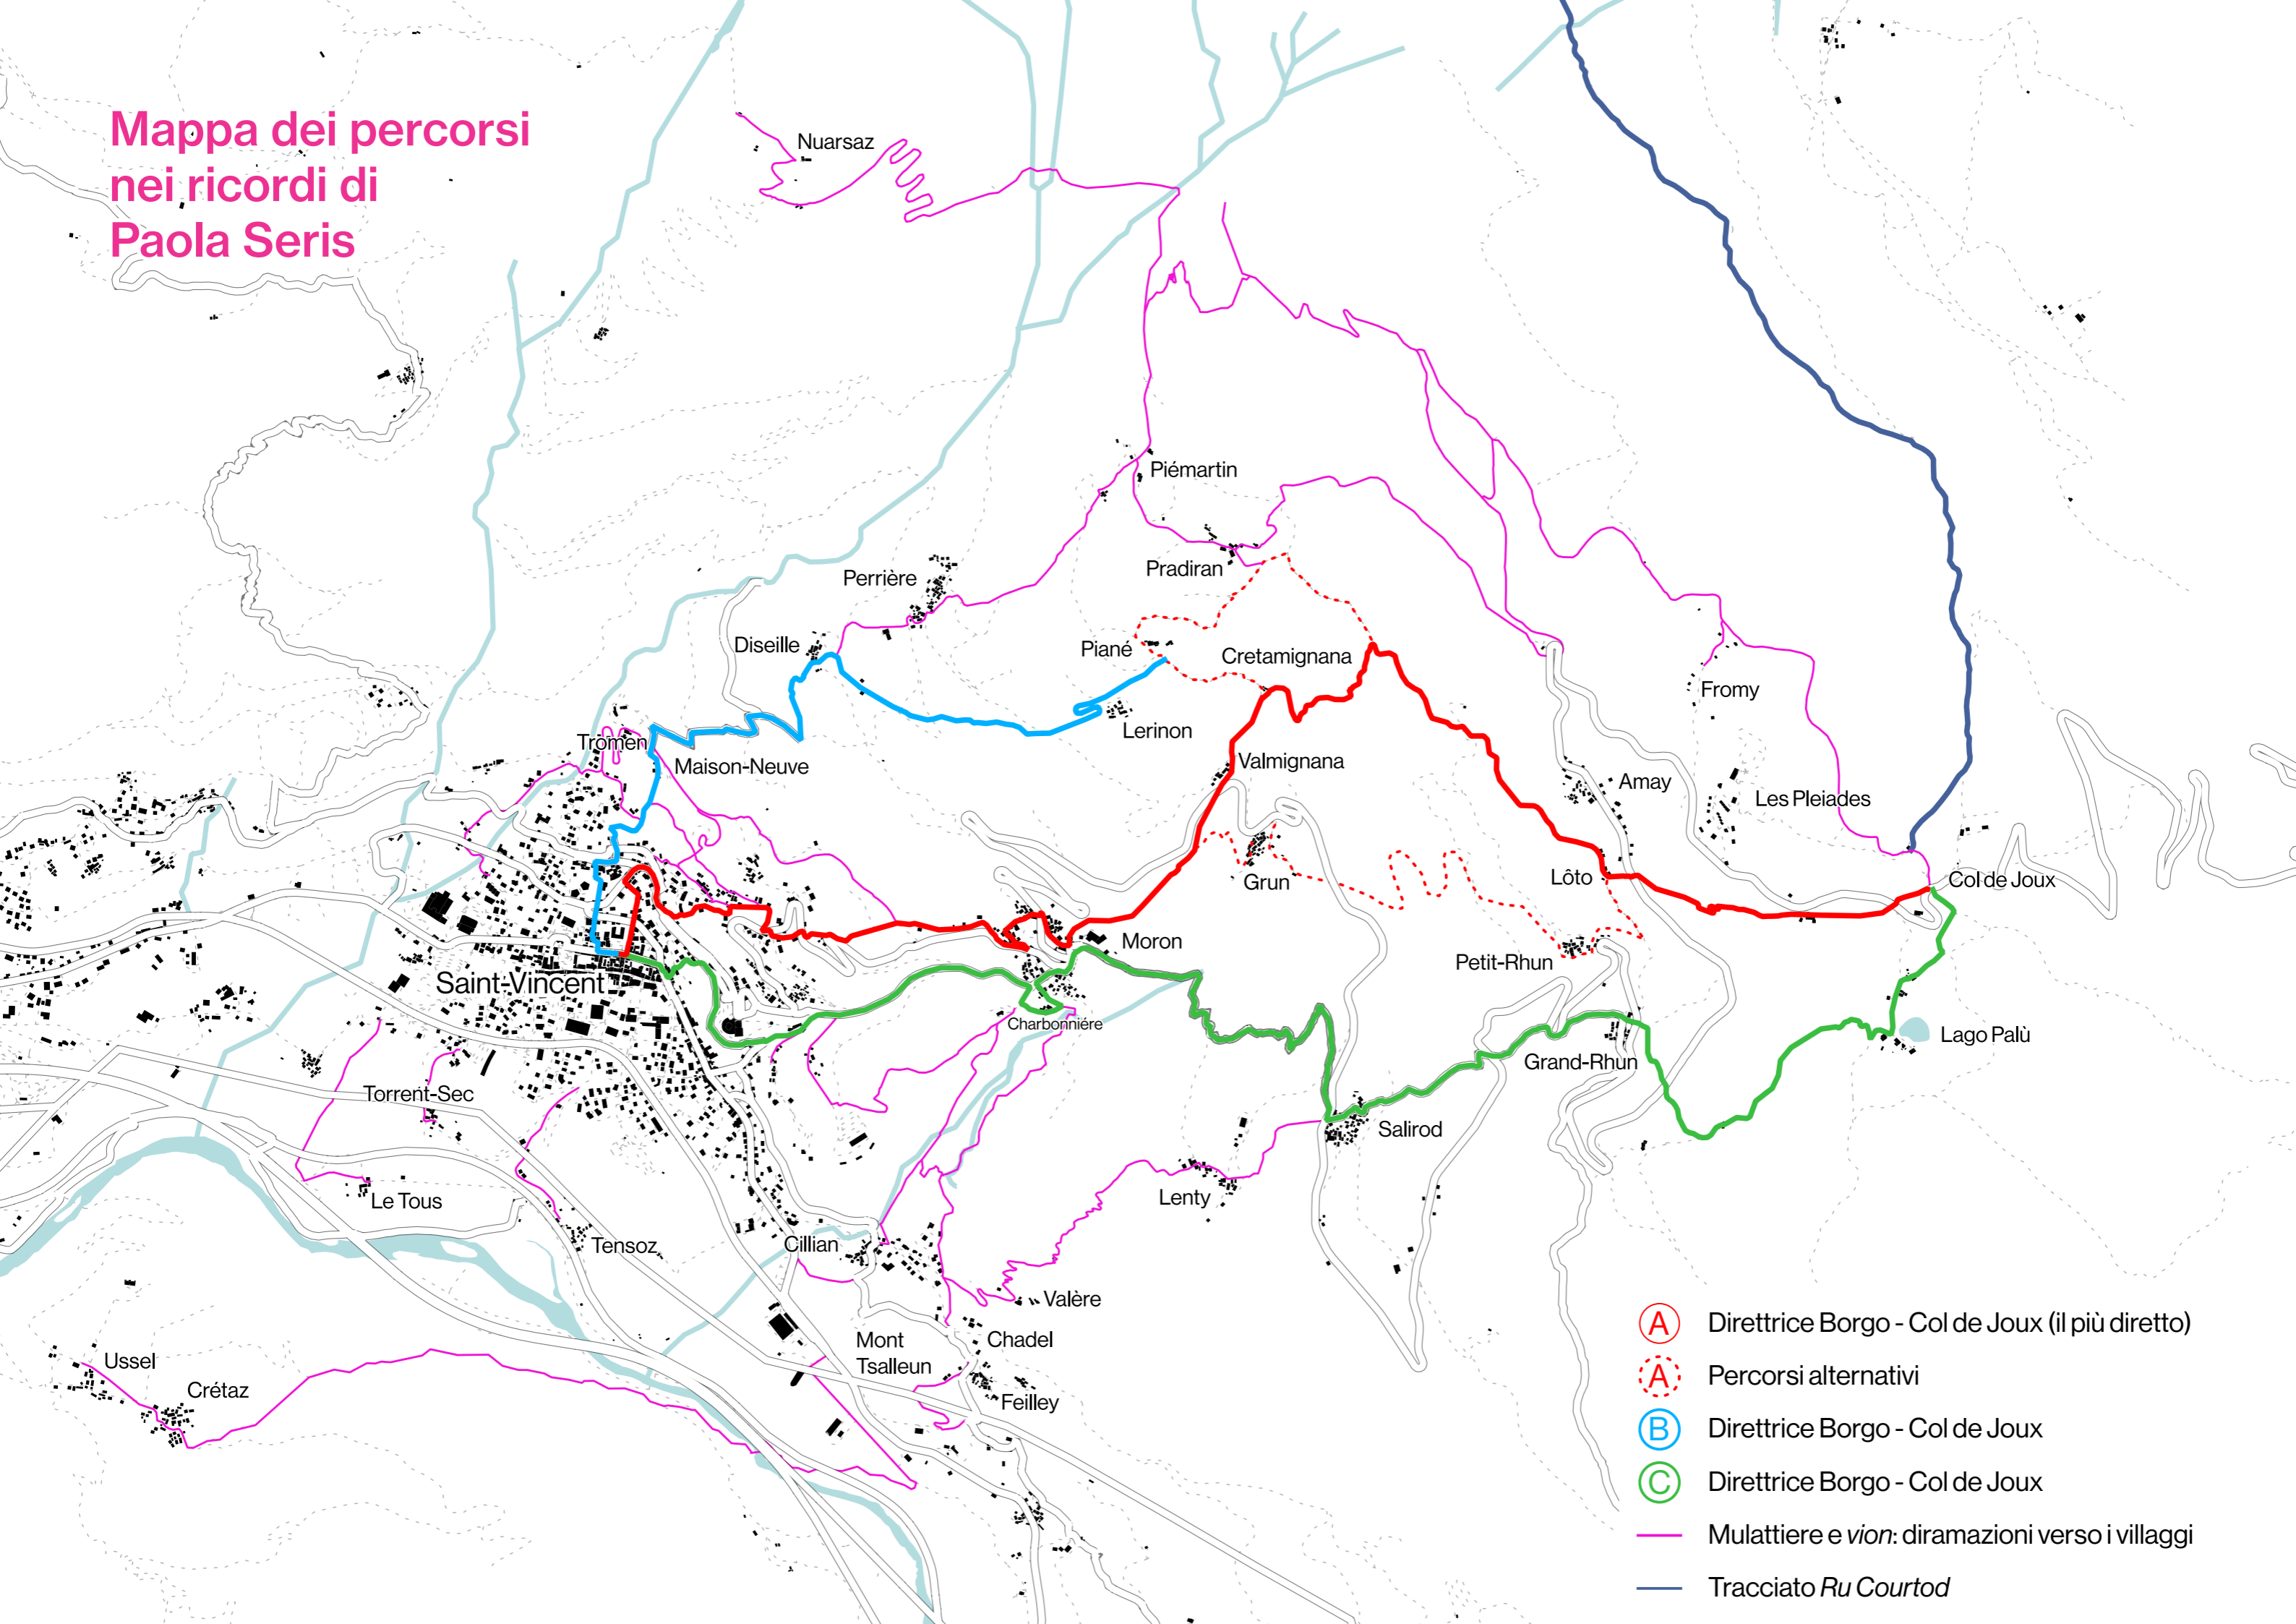 Mappa dei percorsi
nei ricordi di
Paola Seris
Nuarsaz
Piémartin
Pradiran
Perrière
Diseille
Piané
Cretamignana
Fromy
Lerinon
Tromen
Maison-Neuve
Valmignana
Amay
Les Pleiades
Grun
Lôto
Col de Joux
Moron
Petit-Rhun
Saint-Vincent
Charbonnière
Lago Palù
Grand-Rhun
Torrent-Sec
Salirod
Le Tous
Lenty
Tensoz
Cillian
Valère
Mont
Tsalleun
Chadel
Ussel
Crétaz
Feilley
A Direttrice Borgo - Col de Joux (il più diretto)
A Percorsi alternativi
B Direttrice Borgo - Col de Joux
C Direttrice Borgo - Col de Joux
Mulattiere e vion: diramazioni verso i villaggi
Tracciato Ru Courtod